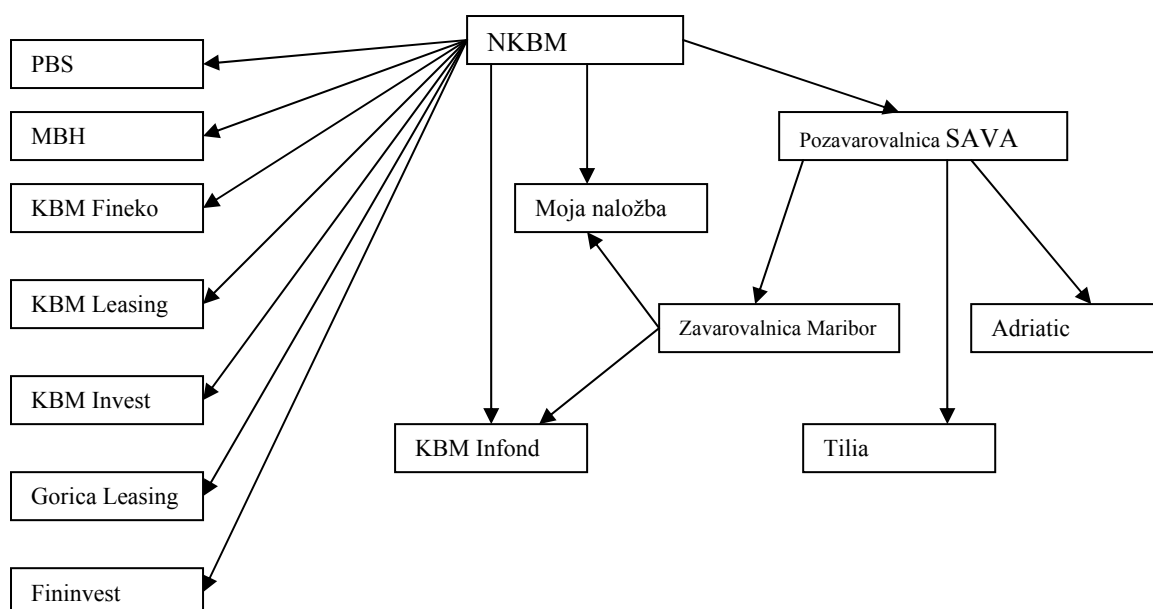 NKBM
PBS
MBH
Pozavarovalnica SAVA
KBM Fineko
Moja naložba
KBM Leasing
Zavarovalnica Maribor
Adriatic
KBM Invest
KBM Infond
Tilia
Gorica Leasing
Fininvest